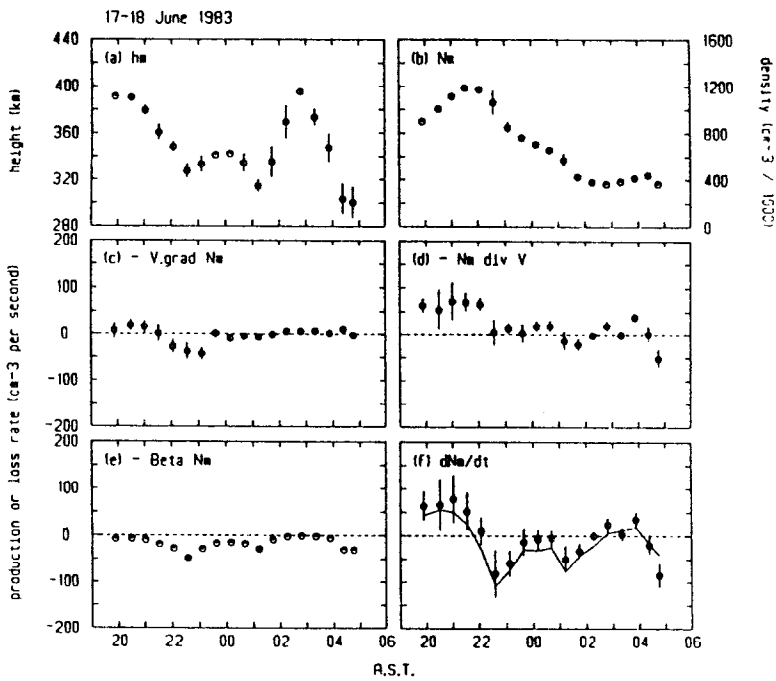 17-18 June 1983
(a) hm
(b) Nm
440
400
360
320
280
height (km)
1600
1200
800
400
0
density (cm-3 / 1000)
(c) - V.grad Nm
(d) - Nm div V
200
100
0
-100
-200
(e) - Beta Nm
(f) dNm/dt
200
100
0
-100
-200
production or loss rate (cm-3 per second)
20 22 00 02 04 06
20 22 00 02 04 06
A.S.T.